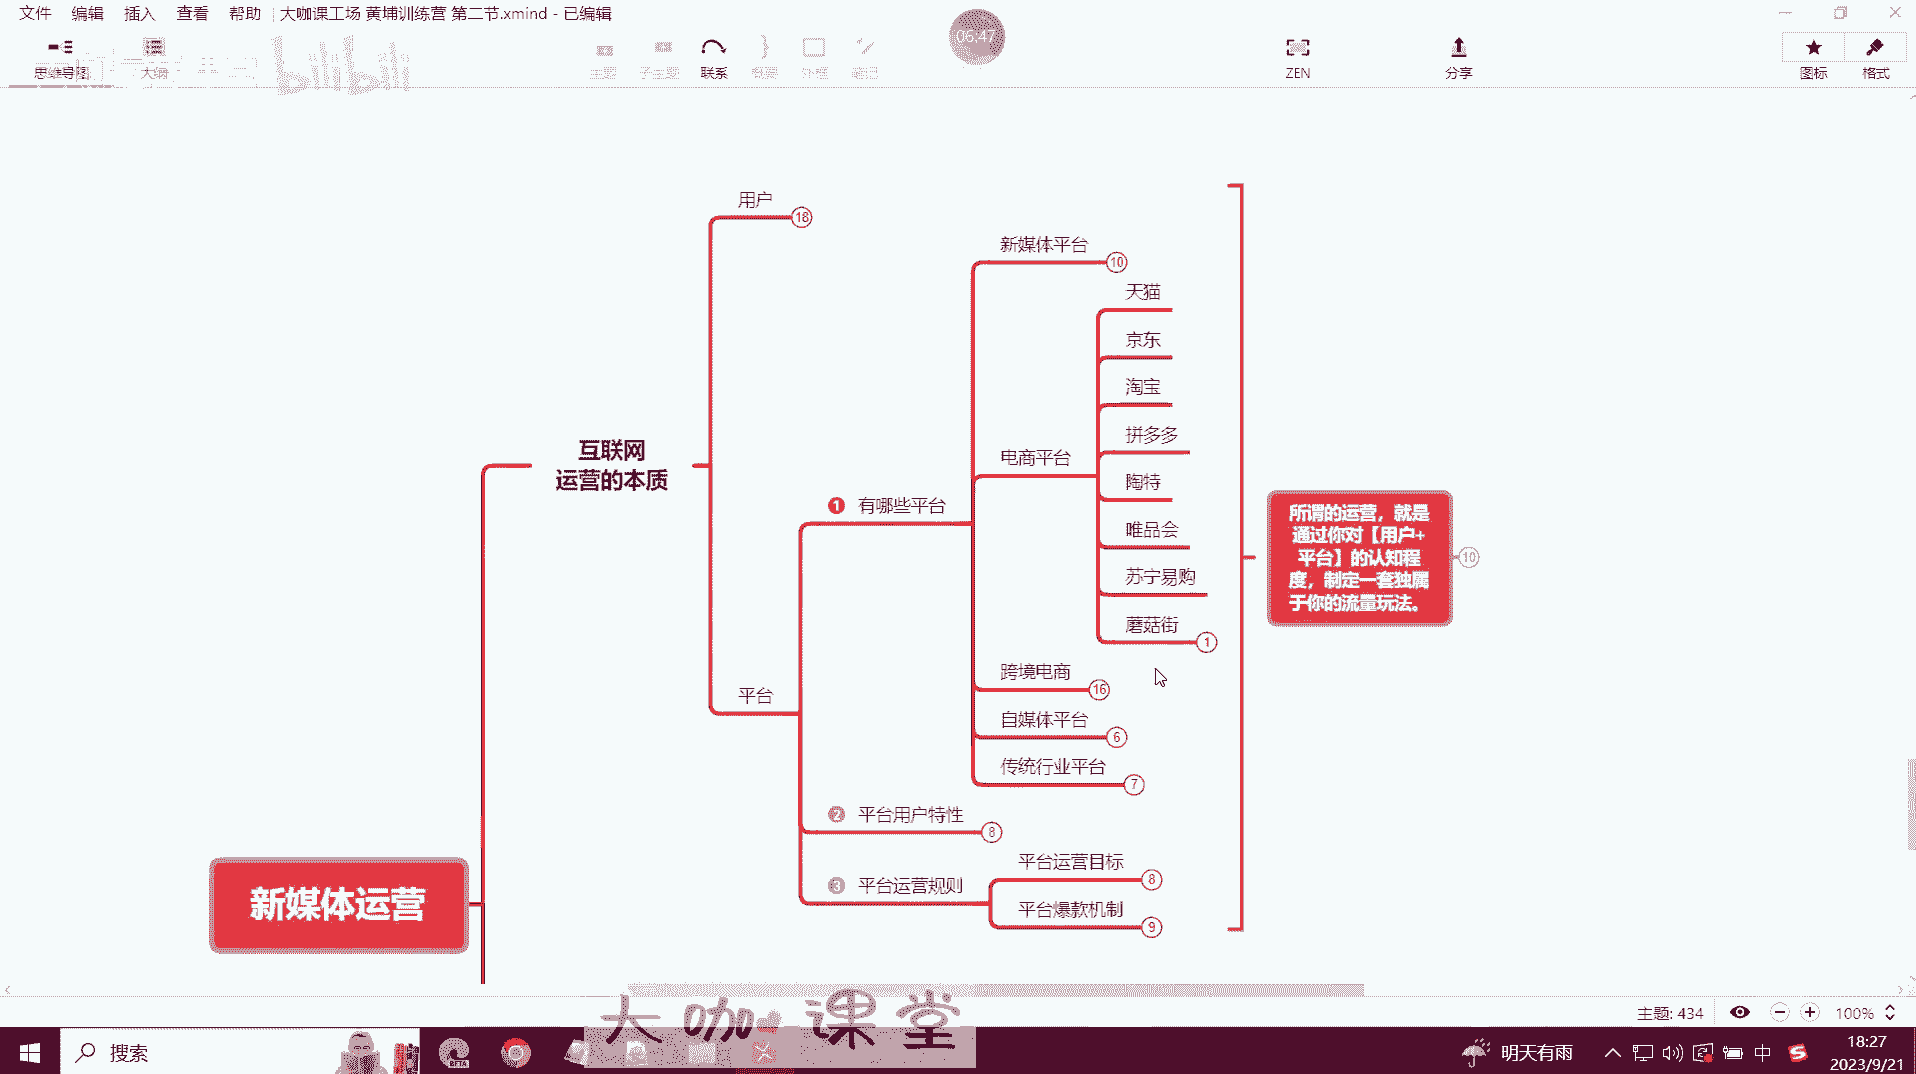 文件 编辑 插入 查看 帮助 大咖课工场 黄埔训练营 第二节.xmind - 已编辑
思维导图 大纲 主题 子主题 联系 概要 外框 笔记 ZEN 分享 图标 格式
bilibili
06:47
用户 18
新媒体平台 10
天猫
京东
淘宝
拼多多
电商平台
陶特
唯品会
苏宁易购
蘑菇街 1
互联网
运营的本质
1 有哪些平台
所谓的运营，就是
通过你对【用户+
平台】的认知程
度，制定一套独属
于你的流量玩法。
10
跨境电商 16
平台
自媒体平台 6
传统行业平台 7
2 平台用户特性 8
平台运营目标 8
3 平台运营规则
平台爆款机制 9
新媒体运营
大咖课堂
主题: 434 100%
搜索
BETA
明天有雨
中
18:27
2023/9/21